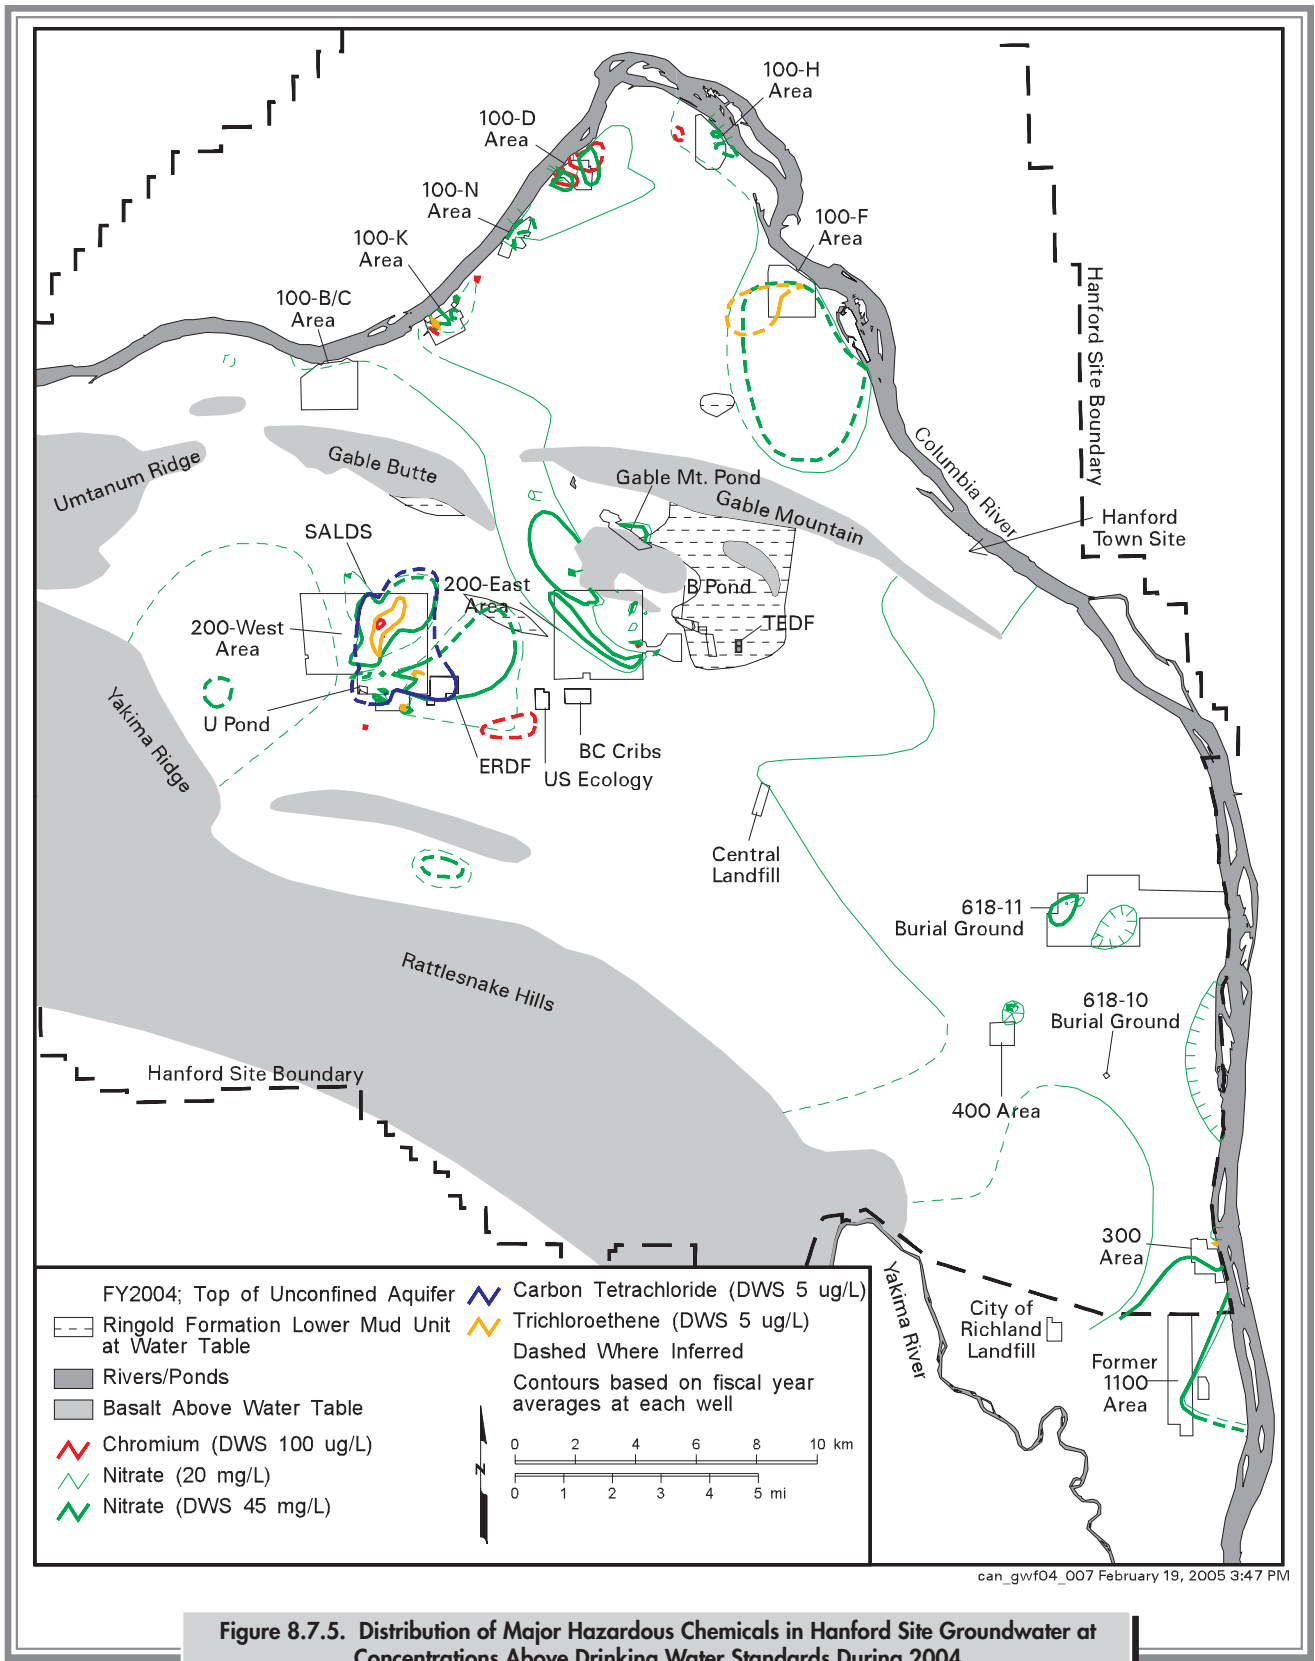 100-H
Area
100-D
Area
100-N
Area
100-F
Area
100-K
Area
100-B/C
Area
Hanford Site Boundary
Columbia River
Umtanum Ridge
Gable Butte
Gable Mt. Pond
Gable Mountain
Hanford
Town Site
SALDS
200-East
Area
B Pond
TEDF
200-West
Area
U Pond
Yakima Ridge
ERDF
BC Cribs
US Ecology
Central
Landfill
618-11
Burial Ground
Rattlesnake Hills
618-10
Burial Ground
Hanford Site Boundary
400 Area
300
Area
Yakima River
City of
Richland
Landfill
Former
1100
Area
FY2004; Top of Unconfined Aquifer
Ringold Formation Lower Mud Unit
at Water Table
Rivers/Ponds
Basalt Above Water Table
Chromium (DWS 100 ug/L)
Nitrate (20 mg/L)
Nitrate (DWS 45 mg/L)
Carbon Tetrachloride (DWS 5 ug/L)
Trichloroethene (DWS 5 ug/L)
Dashed Where Inferred
Contours based on fiscal year
averages at each well
N
0 2 4 6 8 10 km
0 1 2 3 4 5 mi
can_gwf04_007 February 19, 2005 3:47 PM
Figure 8.7.5. Distribution of Major Hazardous Chemicals in Hanford Site Groundwater at
Concentrations Above Drinking Water Standards During 2004